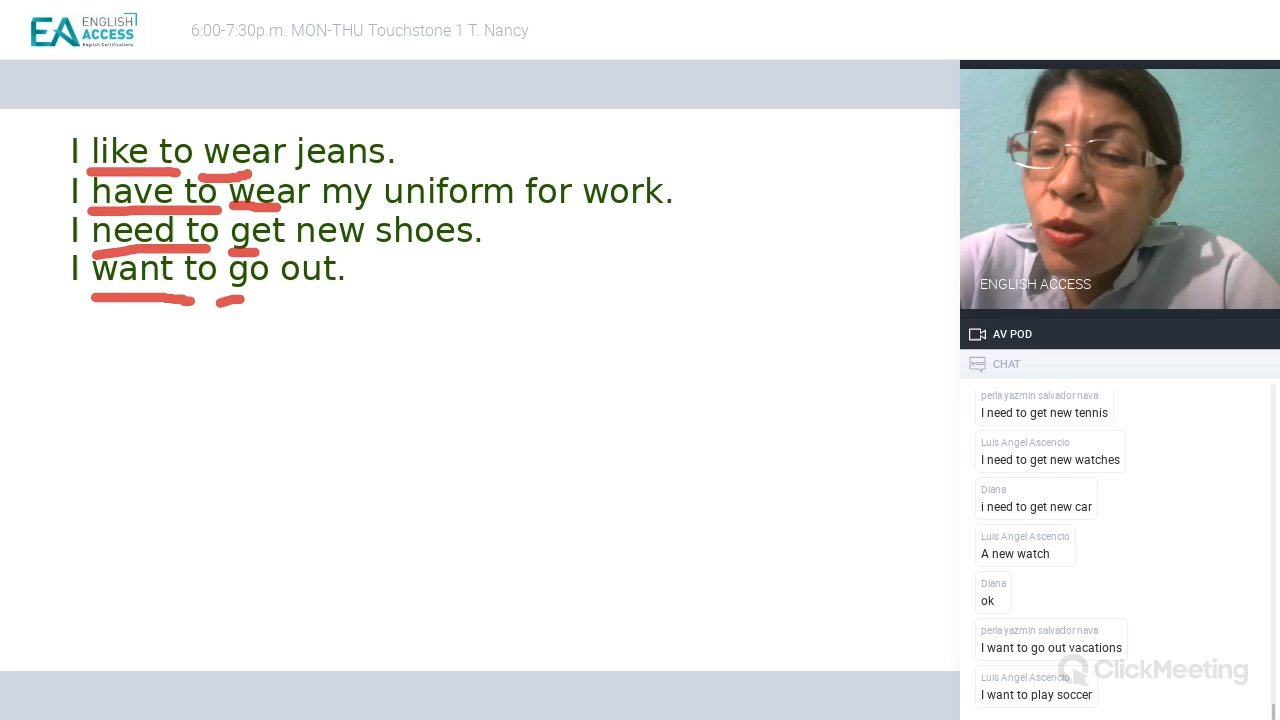 ENGLISH
ACCESS
English Certifications
6:00-7:30p.m. MON-THU Touchstone 1 T. Nancy
I like to wear jeans.
I have to wear my uniform for work.
I need to get new shoes.
I want to go out.
ENGLISH ACCESS
AV POD
CHAT
perla yazmin salvador nava
I need to get new tennis
Luis Angel Ascencio
I need to get new watches
Diana
i need to get new car
Luis Angel Ascencio
A new watch
Diana
ok
perla yazmin salvador nava
I want to go out vacations
Luis Angel Ascencio
I want to play soccer
ClickMeeting